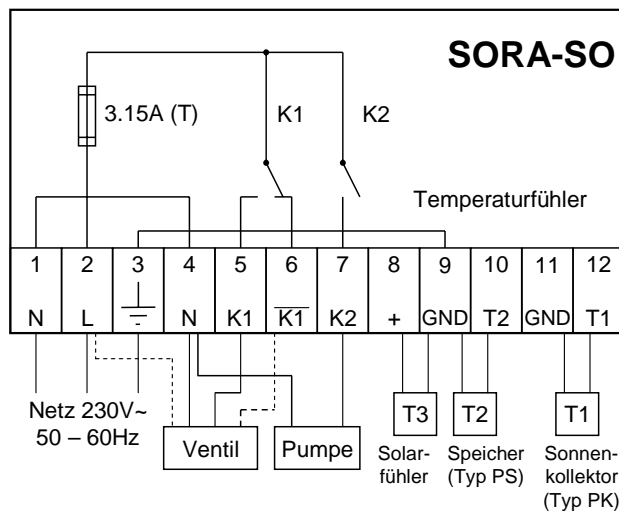 SORA-SO
3.15A (T)
K1
K2
Temperaturfühler
1 2 3 4 5 6 7 8 9 10 11 12
N L N K1 K1 K2 + GND T2 GND T1
Netz 230V~
50 – 60Hz
Ventil
Pumpe
T3
T2
T1
Solar-
fühler
Speicher
(Typ PS)
Sonnen-
kollektor
(Typ PK)